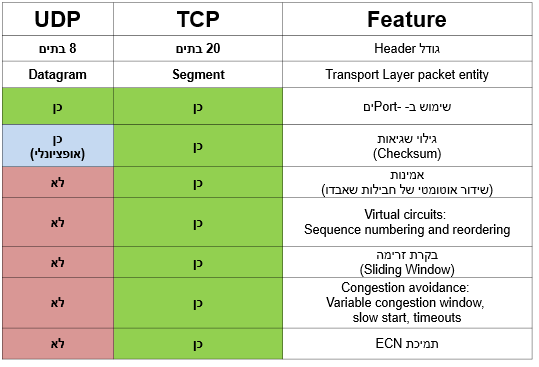 UDP TCP Feature
8 בתים 20 בתים גודל Header
Datagram Segment Transport Layer packet entity
כן כן שימוש ב- -Portים
כן כן גילוי שגיאות
(אופציונלי) (Checksum)
לא כן אמינות
(שידור אוטומטי של חבילות שאבדו)
לא כן Virtual circuits:
Sequence numbering and reordering
לא כן בקרת זרימה
(Sliding Window)
לא כן Congestion avoidance:
Variable congestion window,
slow start, timeouts
לא כן תמיכת ECN